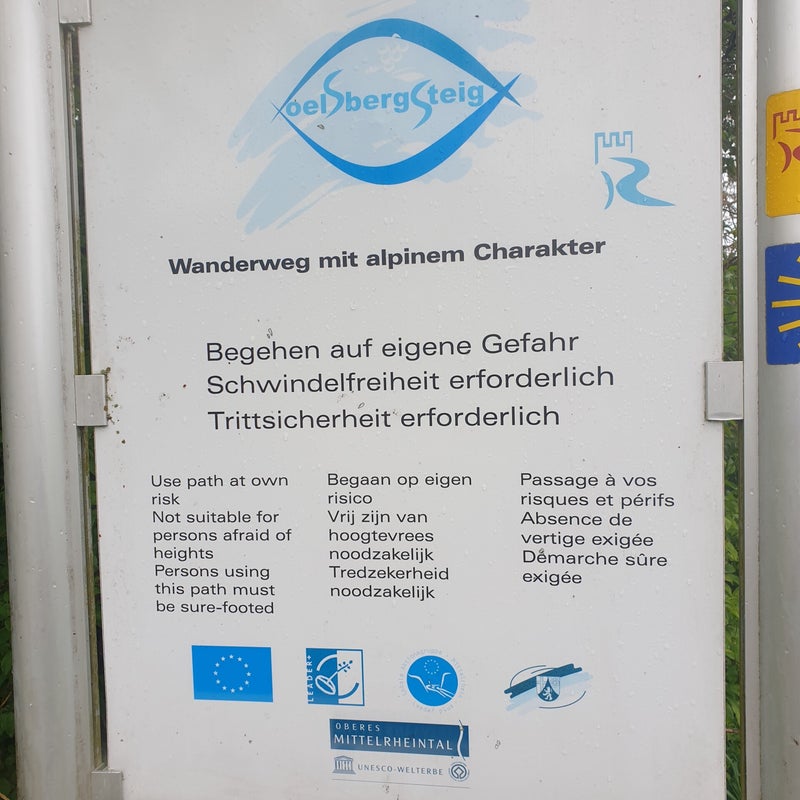 oelsbergsteig
Wanderweg mit alpinem Charakter
Begehen auf eigene Gefahr
Schwindelfreiheit erforderlich
Trittsicherheit erforderlich
Use path at own
risk
Not suitable for
persons afraid of
heights
Persons using
this path must
be sure-footed
Begaan op eigen
risico
Vrij zijn van
hoogtevrees
noodzakelijk
Tredzekerheid
noodzakelijk
Passage à vos
risques et périfs
Absence de
vertige exigée
Démarche sûre
exigée
LEADER+
OBERES
MITTELRHEINTAL
UNESCO-WELTERBE